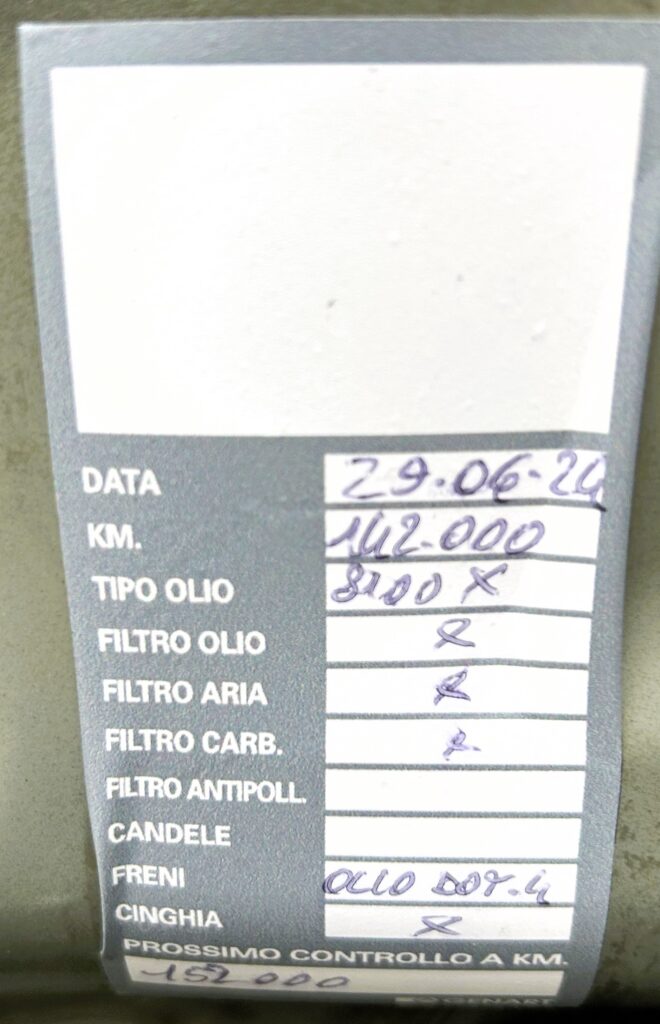 DATA 29.06.24
KM. 142.000
TIPO OLIO 8100 X
FILTRO OLIO X
FILTRO ARIA X
FILTRO CARB. X
FILTRO ANTIPOLL.
CANDELE
FRENI OLIO DOT.4
CINGHIA X
PROSSIMO CONTROLLO A KM.
152000
GENART